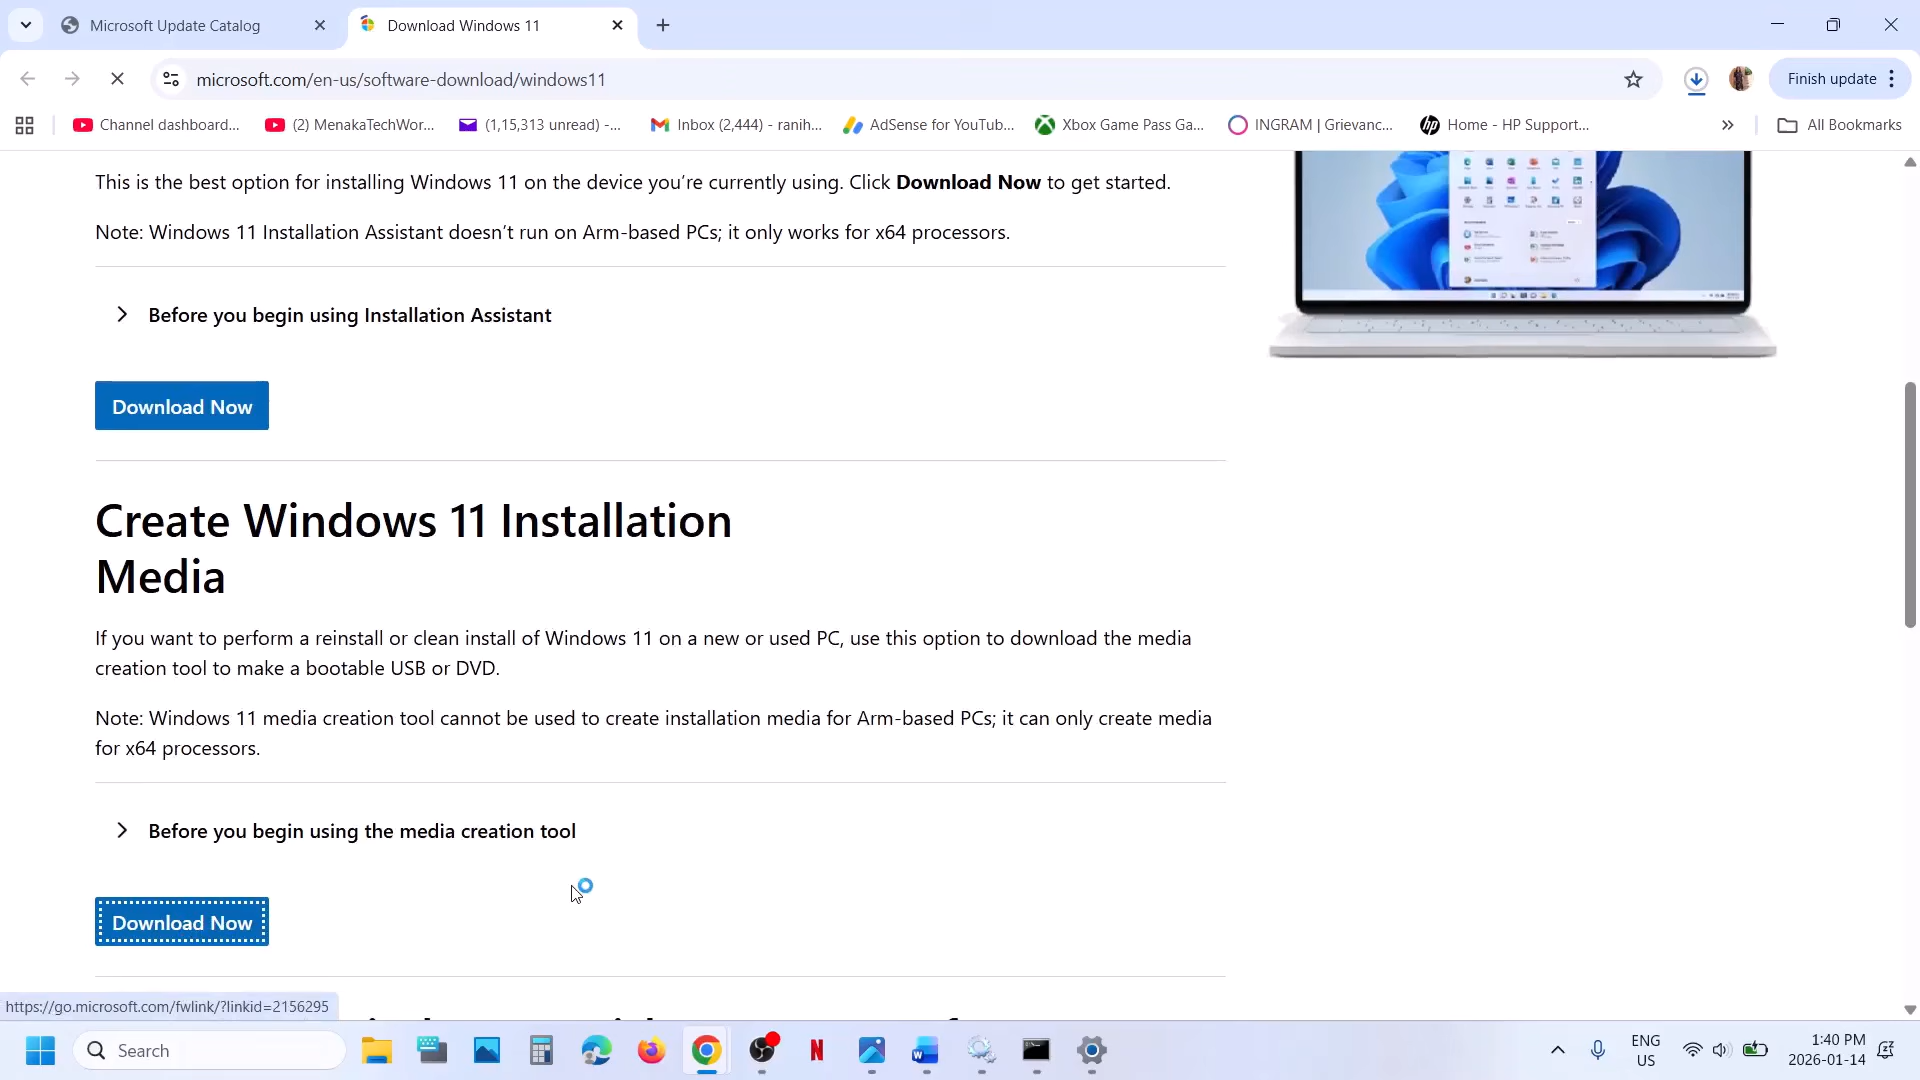 Microsoft Update Catalog
Download Windows 11
microsoft.com/en-us/software-download/windows11
Finish update
Channel dashboard...
(2) MenakaTechWor...
(1,15,313 unread) -...
Inbox (2,444) - ranih...
AdSense for YouTub...
Xbox Game Pass Ga...
INGRAM | Grievanc...
Home - HP Support...
All Bookmarks
This is the best option for installing Windows 11 on the device you’re currently using. Click Download Now to get started.
Note: Windows 11 Installation Assistant doesn’t run on Arm-based PCs; it only works for x64 processors.
Before you begin using Installation Assistant
Download Now
Create Windows 11 Installation
Media
If you want to perform a reinstall or clean install of Windows 11 on a new or used PC, use this option to download the media
creation tool to make a bootable USB or DVD.
Note: Windows 11 media creation tool cannot be used to create installation media for Arm-based PCs; it can only create media
for x64 processors.
Before you begin using the media creation tool
Download Now
https://go.microsoft.com/fwlink/?linkid=2156295
Search
ENG
US
1:40 PM
2026-01-14